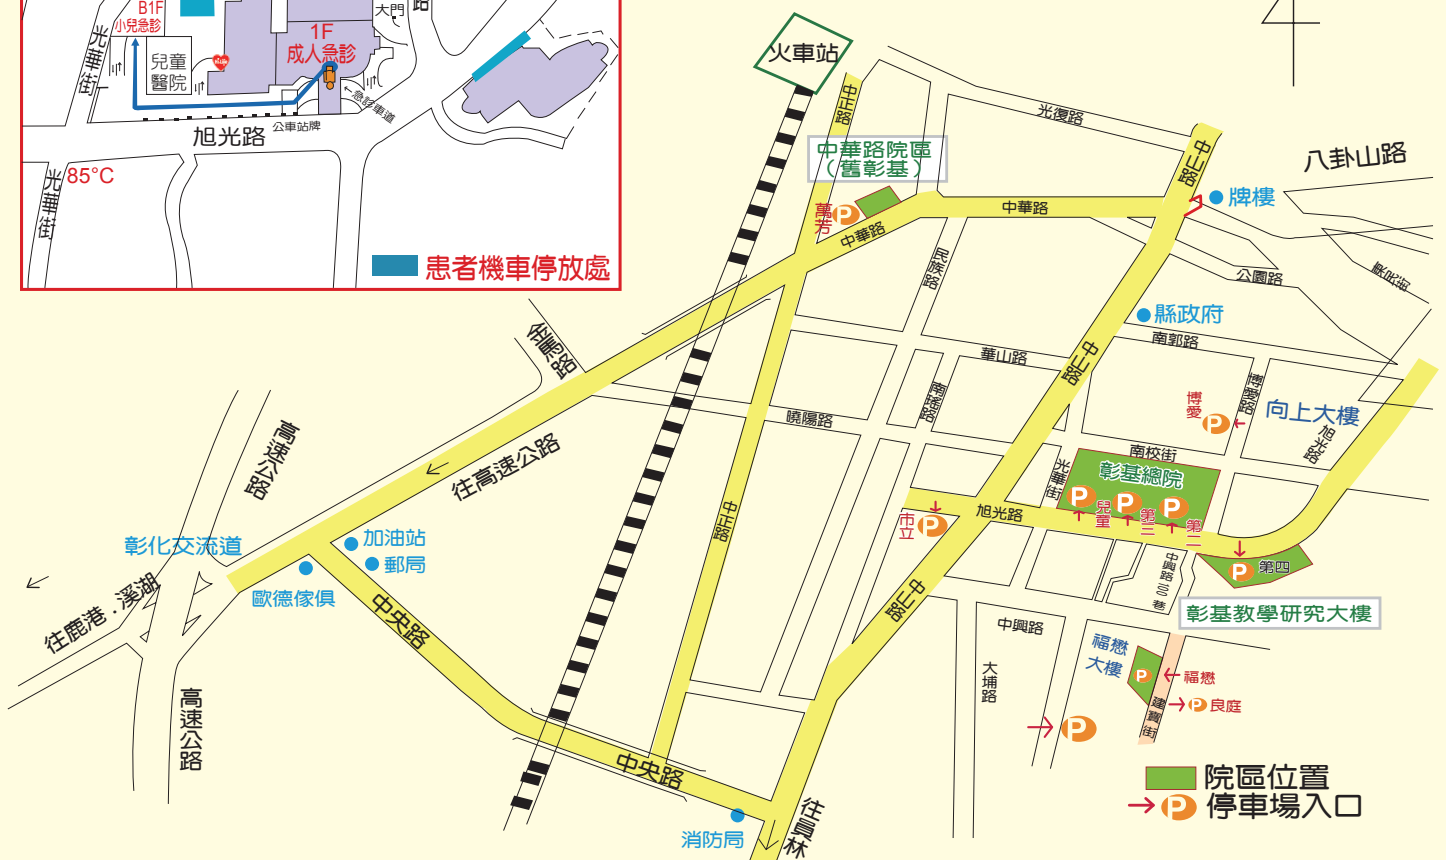 B1F
小兒急診
光華街
兒童
醫院
1F
成人急診
大門
路
急診車道
公車站牌
旭光路
85°C
光華街
患者機車停放處
火車站
中正路
光復路
中山路
八卦山路
中華路院區
（舊彰基）
牌樓
萬芳
P
中華路
中華路
民族路
公園路
縣政府
南郭路
金馬路
華山路
中山路
南瑤路
博愛路
博愛
P
向上大樓
旭光路
曉陽路
高速公路
往高速公路
南校街
彰基總院
光華街
P
P
P
兒童
第三
第二
中正路
市立
P
旭光路
彰化交流道
加油站
郵局
歐德傢俱
往鹿港．溪湖
中央路
中山路
中興路100巷
P
第四
彰基教學研究大樓
中興路
福懋
大樓
P
福懋
大埔路
P
良庭
建寶街
P
高速公路
中央路
院區位置
P
停車場入口
往員林
消防局